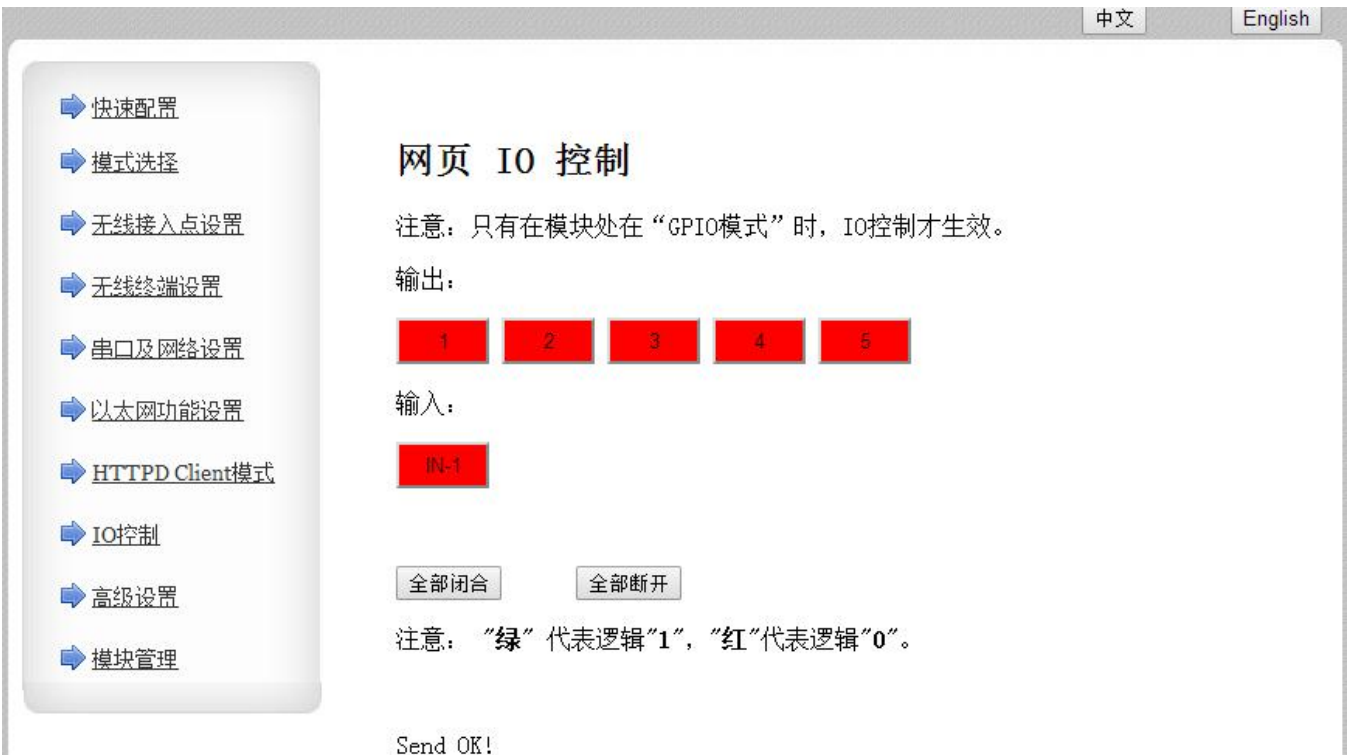 中文 English
快速配置
模式选择
无线接入点设置
无线终端设置
串口及网络设置
以太网功能设置
HTTPD Client模式
IO控制
高级设置
模块管理
网页 IO 控制
注意：只有在模块处在“GPIO模式”时，IO控制才生效。
输出：
1 2 3 4 5
输入：
IN-1
全部闭合 全部断开
注意： "绿" 代表逻辑"1"，"红"代表逻辑"0"。
Send OK!